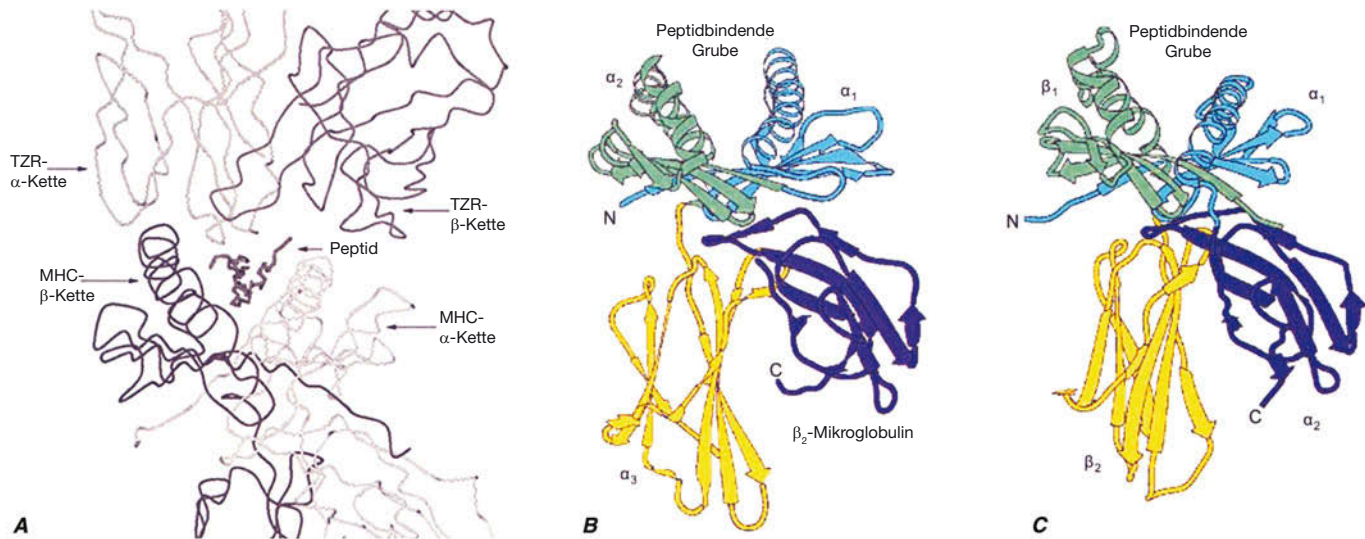 TZR-
α-Kette
TZR-
β-Kette
Peptid
MHC-
β-Kette
MHC-
α-Kette
A
Peptidbindende
Grube
α2
α1
N
C
β2-Mikroglobulin
α3
B
Peptidbindende
Grube
β1
α1
N
C
α2
β2
C